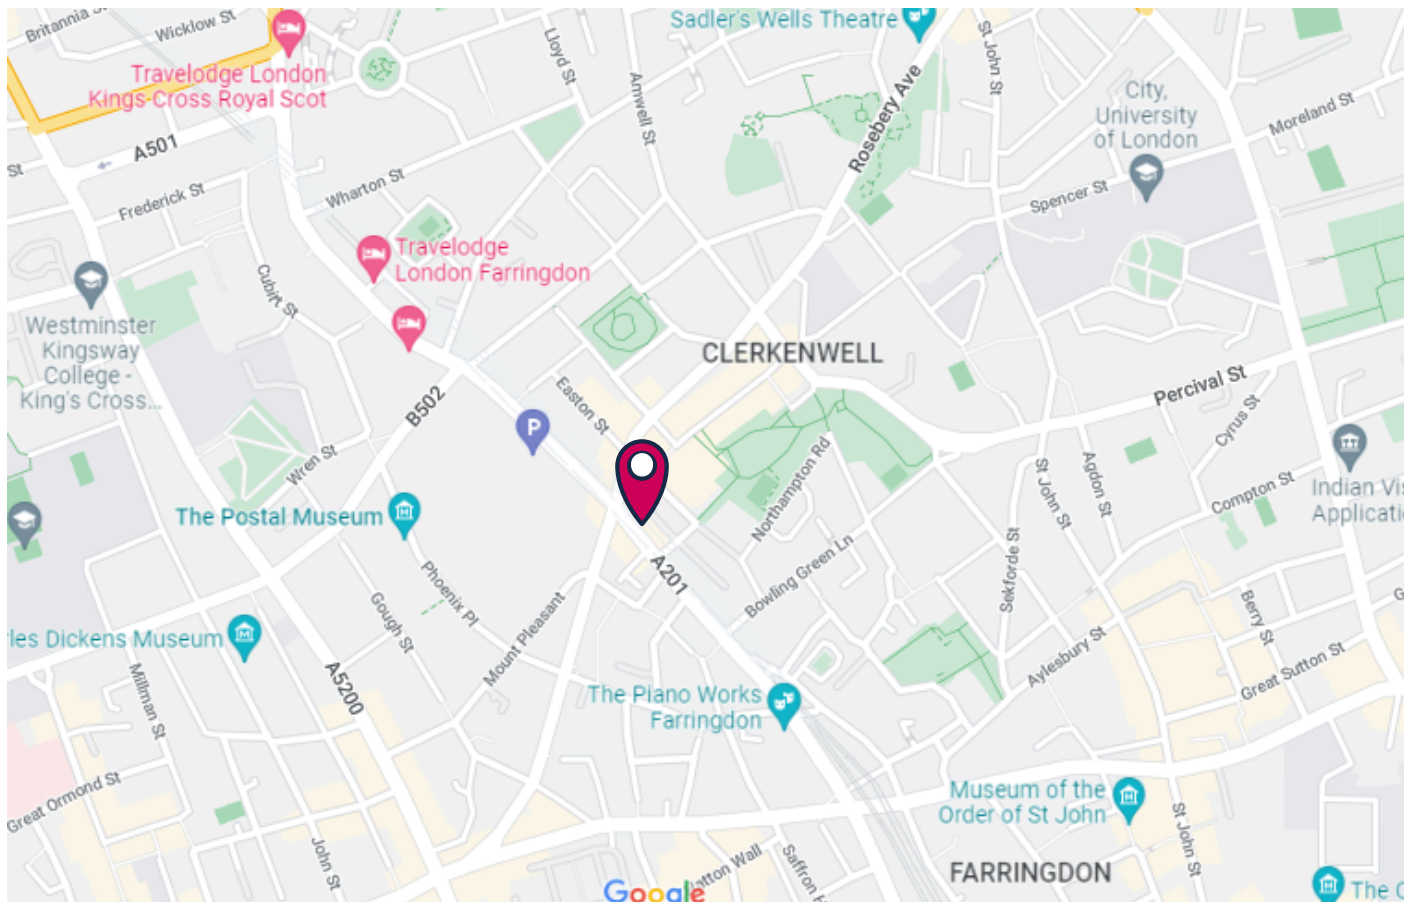 Britannia S
Wicklow St
Sadler's Wells Theatre
Lloyd St
Amwell St
St John St
Travelodge London
Kings Cross Royal Scot
Rosebery Ave
City,
University
of London
Moreland St
A501
St
Frederick St
Wharton St
Spencer St
Travelodge
London Farringdon
Cubitt St
Westminster
Kingsway
College -
King's Cross...
CLERKENWELL
Percival St
B502
Easton St
Cyrus St
P
Wren St
Northampton Rd
St John St
Agdon St
Compton St
Indian Vis
Applicati
The Postal Museum
A201
Bowling Green Ln
Sekforde St
Phoenix Pl
Gough St
Mount Pleasant
Berry St
G
les Dickens Museum
Aylesbury St
Great Sutton St
Millman St
A5200
The Piano Works
Farringdon
Great Ormond St
Museum of the
Order of St John
John St
St John St
atton Wall
Saffron H
FARRINGDON
Google
The C